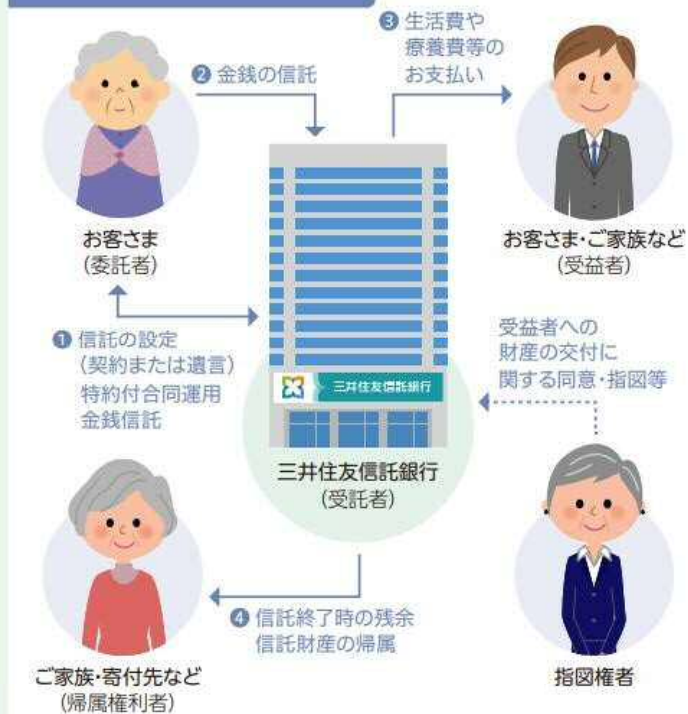 ❷ 金銭の信託
❸ 生活費や
療養費等の
お支払い
お客さま
(委託者)
お客さま・ご家族など
(受益者)
❶ 信託の設定
(契約または遺言)
特約付合同運用
金銭信託
三井住友信託銀行
三井住友信託銀行
(受託者)
受益者への
財産の交付に
関する同意・指図等
❹ 信託終了時の残余
信託財産の帰属
ご家族・寄付先など
(帰属権利者)
指図権者